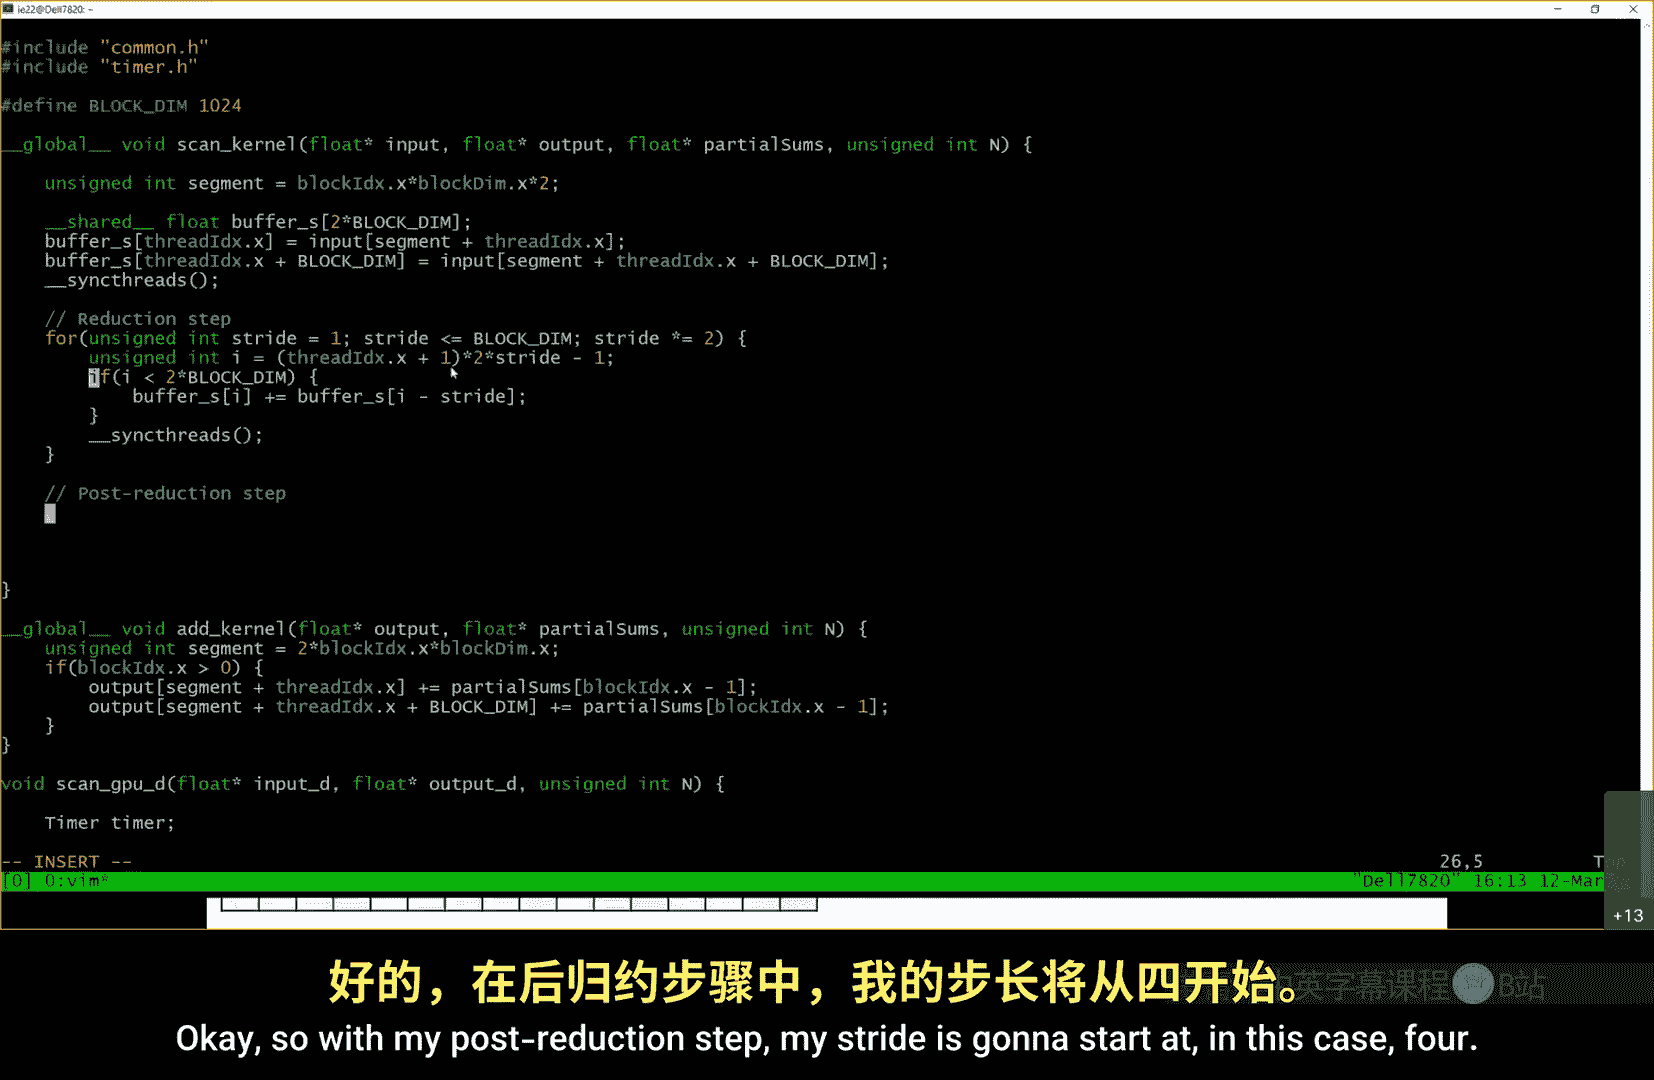 ie22@Dell7820: ~
#include "common.h"
#include "timer.h"
#define BLOCK_DIM 1024
__global__ void scan_kernel(float* input, float* output, float* partialSums, unsigned int N) {
unsigned int segment = blockIdx.x*blockDim.x*2;
__shared__ float buffer_s[2*BLOCK_DIM];
buffer_s[threadIdx.x] = input[segment + threadIdx.x];
buffer_s[threadIdx.x + BLOCK_DIM] = input[segment + threadIdx.x + BLOCK_DIM];
__syncthreads();
// Reduction step
for(unsigned int stride = 1; stride <= BLOCK_DIM; stride *= 2) {
unsigned int i = (threadIdx.x + 1)*2*stride - 1;
if(i < 2*BLOCK_DIM) {
buffer_s[i] += buffer_s[i - stride];
}
__syncthreads();
}
// Post-reduction step
}
__global__ void add_kernel(float* output, float* partialSums, unsigned int N) {
unsigned int segment = 2*blockIdx.x*blockDim.x;
if(blockIdx.x > 0) {
output[segment + threadIdx.x] += partialSums[blockIdx.x - 1];
output[segment + threadIdx.x + BLOCK_DIM] += partialSums[blockIdx.x - 1];
}
}
void scan_gpu_d(float* input_d, float* output_d, unsigned int N) {
Timer timer;
-- INSERT -- 26,5
[0] 0:vim* "Dell7820" 16:13 12-Mar
+13
好的，在后归约步骤中，我的步长将从四开始。
英字幕课程 B站
Okay, so with my post-reduction step, my stride is gonna start at, in this case, four.